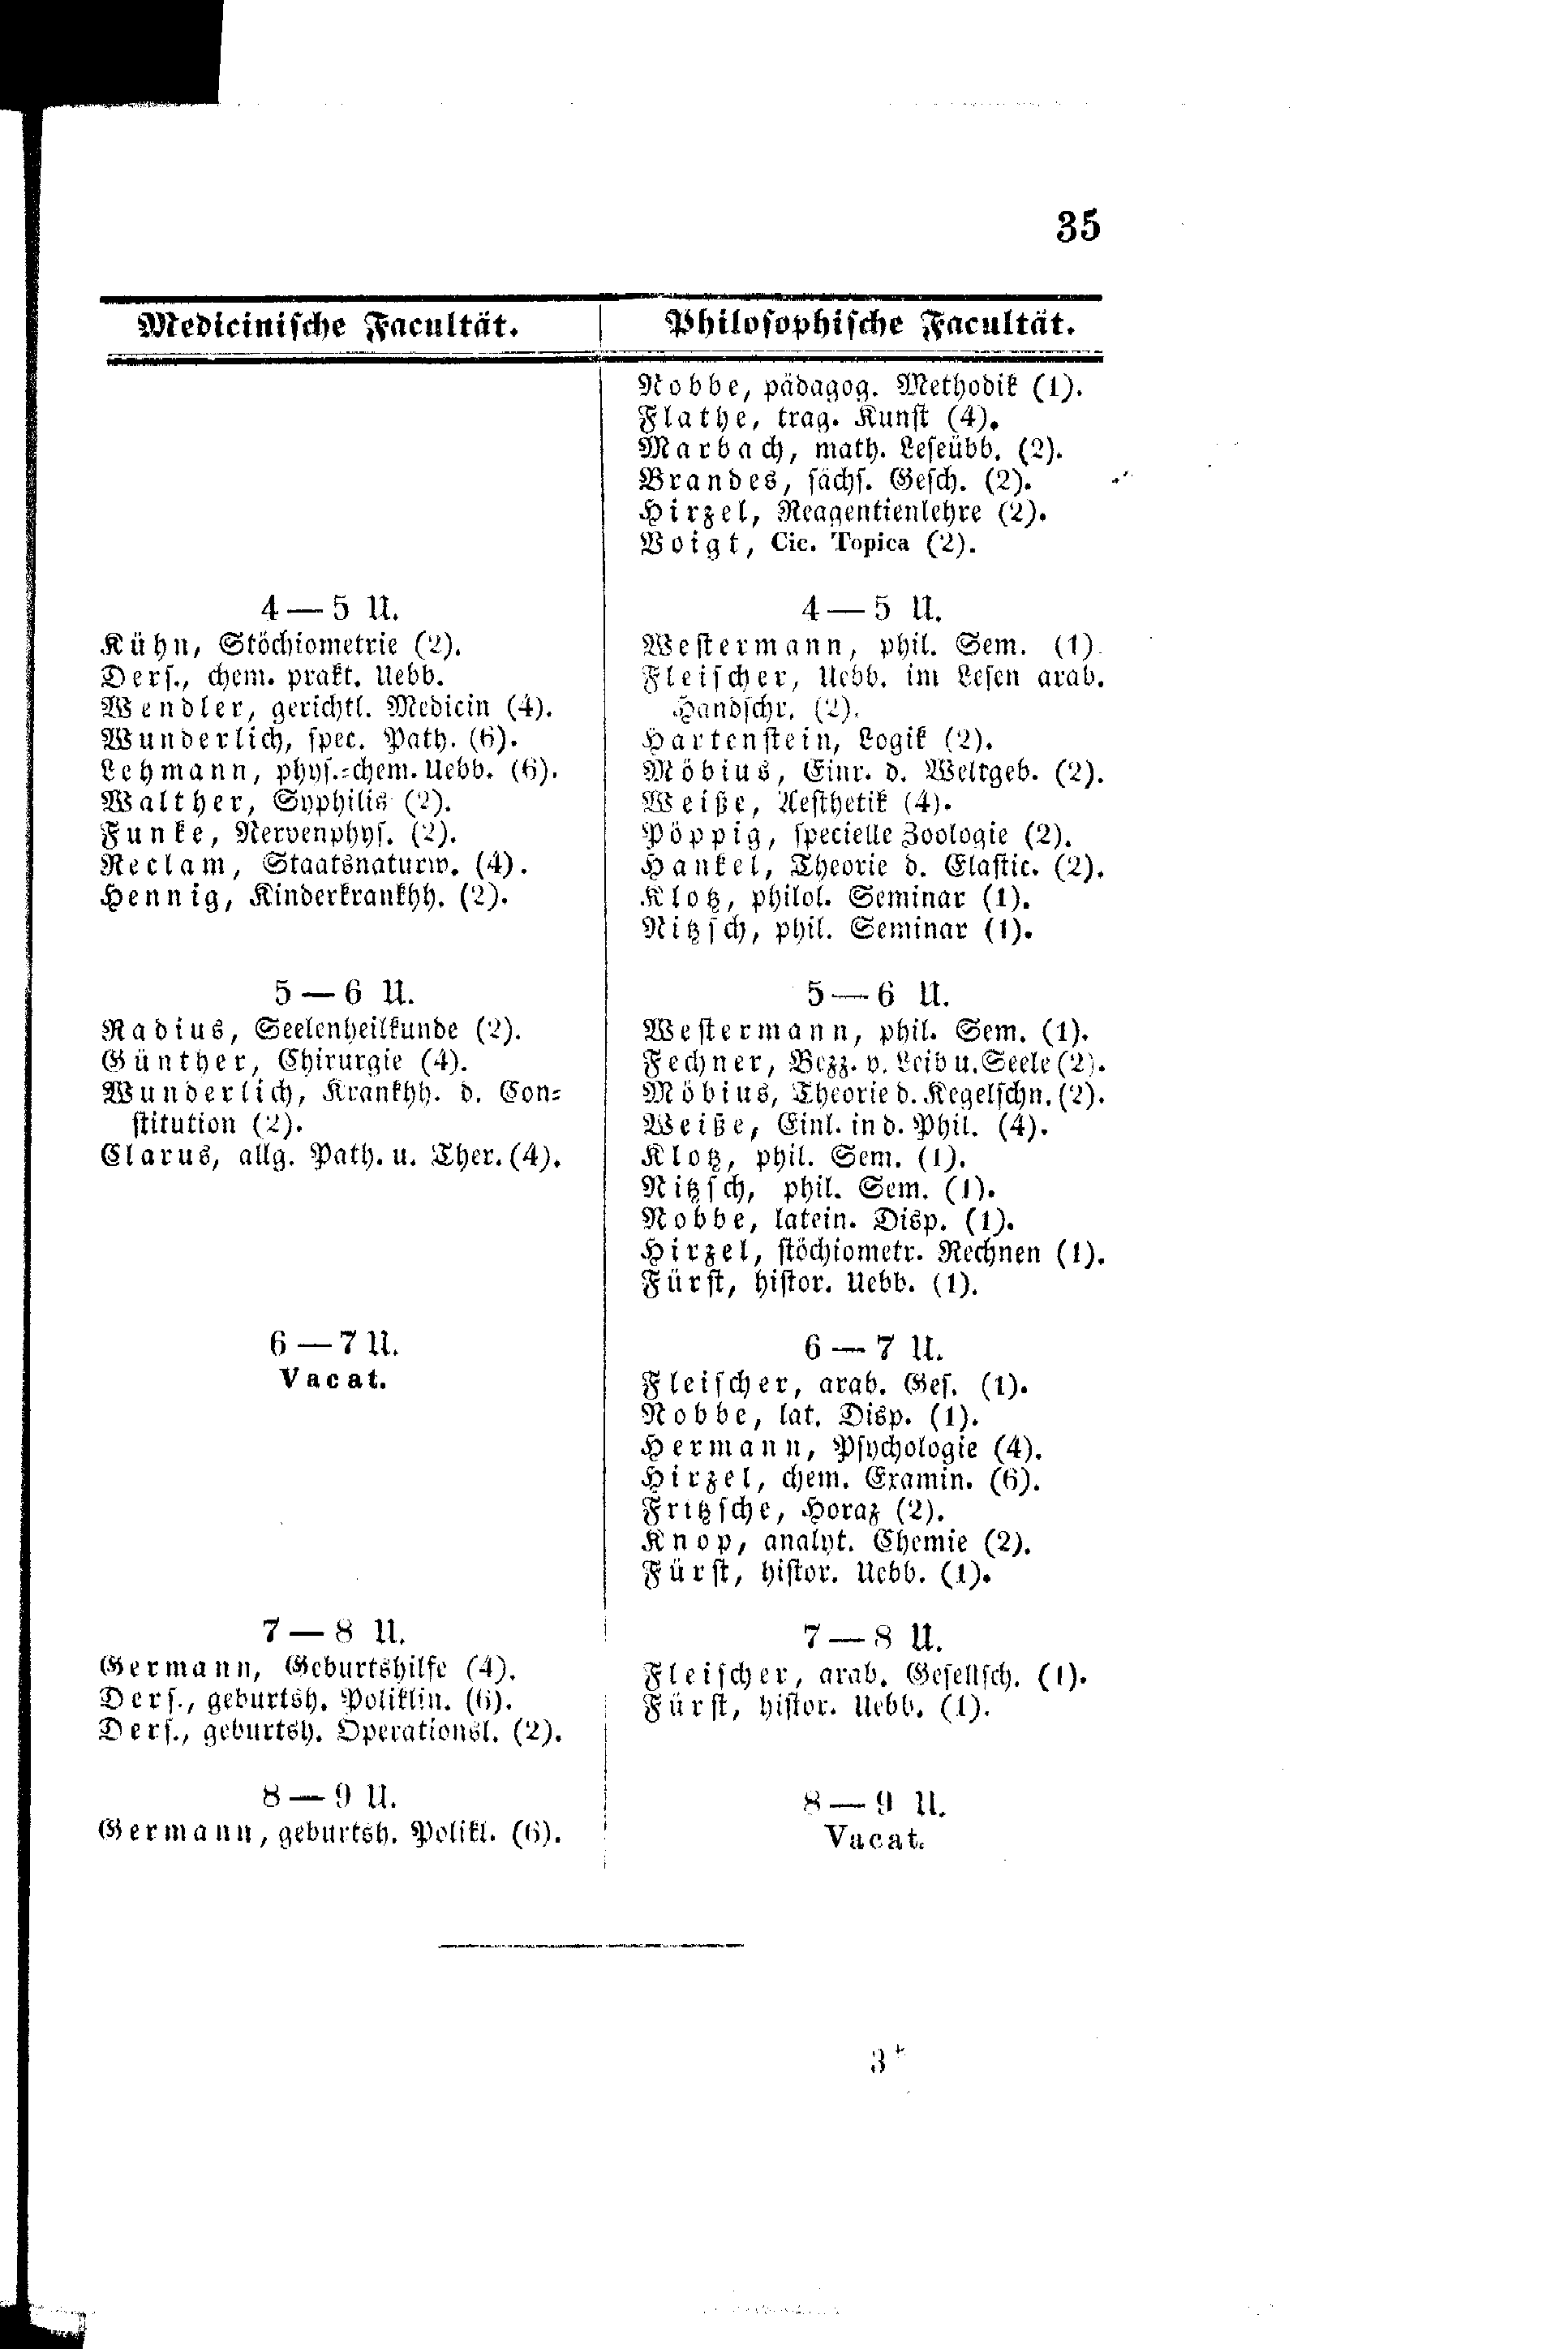 35
Medicinische Facultät.
Kühn, Stöchiometrie (2).
Ders., chem. prakt. Uebb.
Wendler, gerichtl. Medicin (4).
Wunderlich, spec. Path. (6).
Lehmann, phys.-chem. Uebb. (6).
Walther, Syphilis (2).
Funke, Nervenphys. (2).
Reclam, Staatsnaturw. (4).
Hennig, Kinderkrankhh. (2).
5 — 6 U.
Radius, Seelenheilkunde (2).
Günther, Chirurgie (4).
Wunderlich, Krankhh. d. Con-
stitution (2).
Clarus, allg. Path. u. Ther. (4).
6 — 7 U.
Vacat.
7 — 8 U.
Germann, Geburtshilfe (4).
Ders., geburtsh. Poliklin. (6).
Ders., geburtsh. Operationsl. (2).
8 — 9 U.
Germann, geburtsh. Polikl. (6).
Philosophische Facultät.
Nobbe, pädagog. Methodik (1).
Flathe, trag. Kunst (4).
Marbach, math. Leseübb. (2).
Brandes, sächs. Gesch. (2).
Hirzel, Reagentienlehre (2).
Voigt, Cic. Topica (2).
4 — 5 U.
Westermann, phil. Sem. (1).
Fleischer, Uebb. im Lesen arab.
Handschr. (2).
Hartenstein, Logik (2).
Möbius, Einr. d. Weltgeb. (2).
Weiße, Aesthetik (4).
Pöppig, specielle Zoologie (2).
Hankel, Theorie d. Elastic. (2).
Klotz, philol. Seminar (1).
Nitzsch, phil. Seminar (1).
5 — 6 U.
Westermann, phil. Sem. (1).
Fechner, Bezz. v. Leib u. Seele (2).
Möbius, Theorie d. Kegelschn. (2).
Weiße, Einl. in d. Phil. (4).
Klotz, phil. Sem. (1).
Nitzsch, phil. Sem. (1).
Nobbe, latein. Disp. (1).
Hirzel, stöchiometr. Rechnen (1).
Fürst, histor. Uebb. (1).
6 — 7 U.
Fleischer, arab. Ges. (1).
Nobbe, lat. Disp. (1).
Hermann, Psychologie (4).
Hirzel, chem. Examin. (6).
Fritzsche, Horaz (2).
Knop, analyt. Chemie (2).
Fürst, histor. Uebb. (1).
7 — 8 U.
Fleischer, arab. Gesellsch. (1).
Fürst, histor. Uebb. (1).
8 — 9 U.
Vacat.
3*